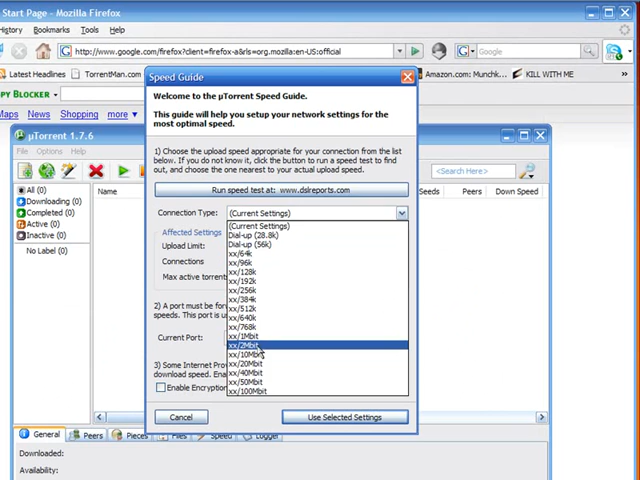 Start Page - Mozilla Firefox
History Bookmarks Tools Help
http://www.google.com/firefox?client=firefox-a&rls=org.mozilla:en-US:official
Google
Latest Headlines TorrentMan.com
Amazon.com: Munchk... KILL WITH ME
PY BLOCKER
Maps News Shopping more
µTorrent 1.7.6
File Options Help
<Search Here>
All (0)
Downloading (0)
Completed (0)
Active (0)
Inactive (0)
No Label (0)
Name
Seeds Peers Down Speed
Speed Guide
Welcome to the µTorrent Speed Guide.
This guide will help you setup your network settings for the
most optimal speed.
1) Choose the upload speed appropriate for your connection from the list
below. If you do not know it, click the button to run a speed test to find
out, and choose the one nearest to your actual upload speed.
Run speed test at: www.dslreports.com
Connection Type: (Current Settings)
(Current Settings)
Dial-up (28.8k)
Dial-up (56k)
xx/64k
xx/96k
xx/128k
xx/192k
xx/256k
xx/384k
xx/512k
xx/640k
xx/768k
xx/1Mbit
xx/2Mbit
xx/10Mbit
xx/20Mbit
xx/40Mbit
xx/50Mbit
xx/100Mbit
Affected Settings
Upload Limit:
Connections
Max active torrent
2) A port must be for
speeds. This port is u
Current Port:
3) Some Internet Prov
download speed. Ena
Enable Encryption
Cancel Use Selected Settings
General Peers Pieces Files Speed Logger
Downloaded:
Availability: